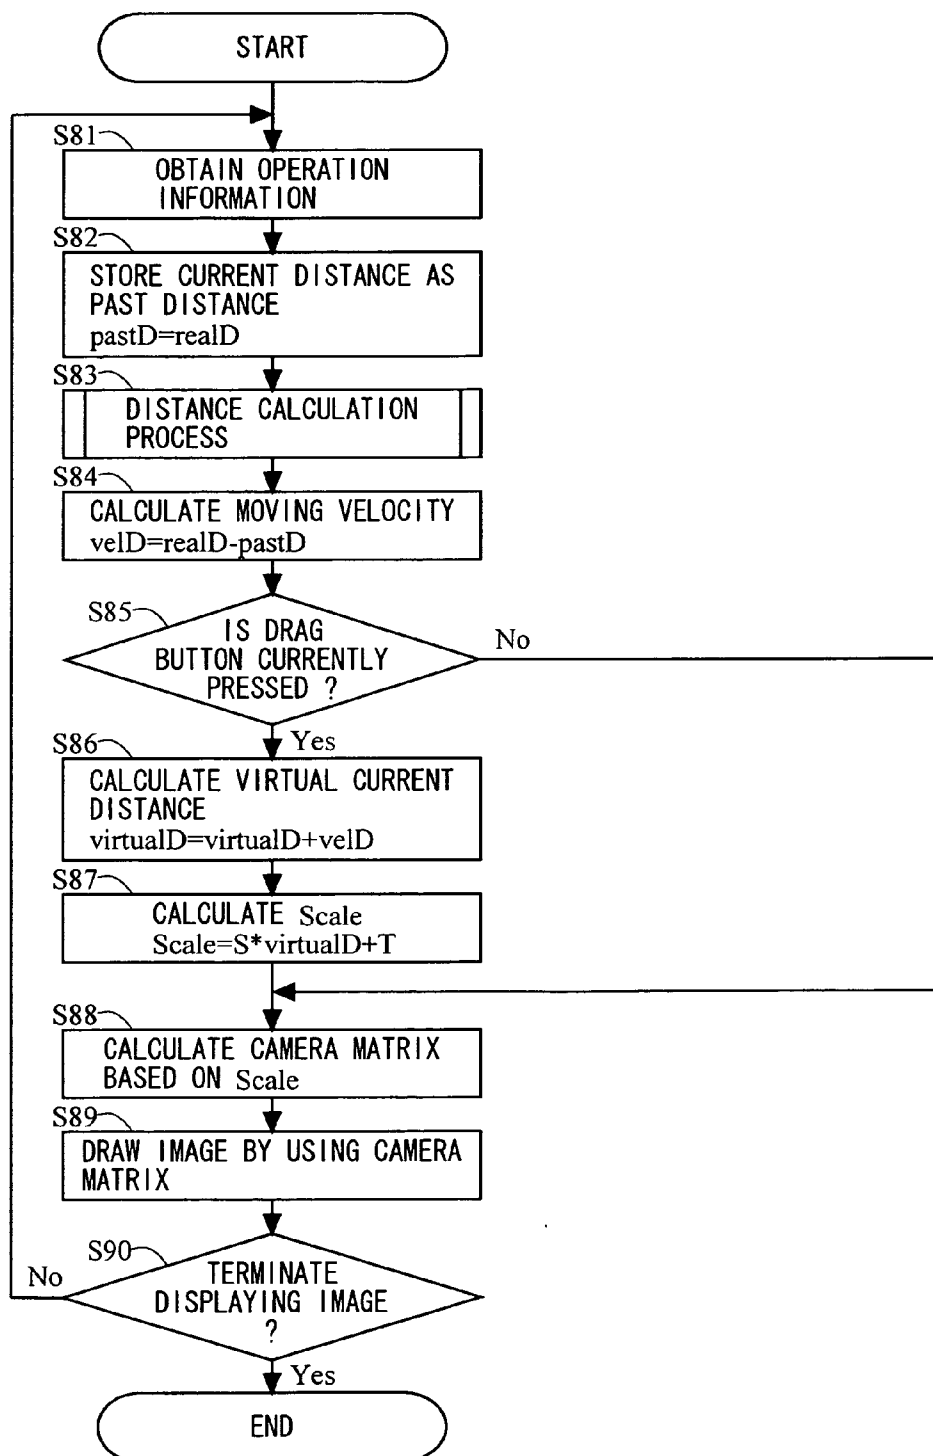 START
S81
OBTAIN OPERATION
INFORMATION
S82
STORE CURRENT DISTANCE AS
PAST DISTANCE
pastD=realD
S83
DISTANCE CALCULATION
PROCESS
S84
CALCULATE MOVING VELOCITY
velD=realD-pastD
S85
IS DRAG
BUTTON CURRENTLY
PRESSED ?
No
Yes
S86
CALCULATE VIRTUAL CURRENT
DISTANCE
virtualD=virtualD+velD
S87
CALCULATE Scale
Scale=S*virtualD+T
S88
CALCULATE CAMERA MATRIX
BASED ON Scale
S89
DRAW IMAGE BY USING CAMERA
MATRIX
S90
No
TERMINATE
DISPLAYING IMAGE
?
Yes
END